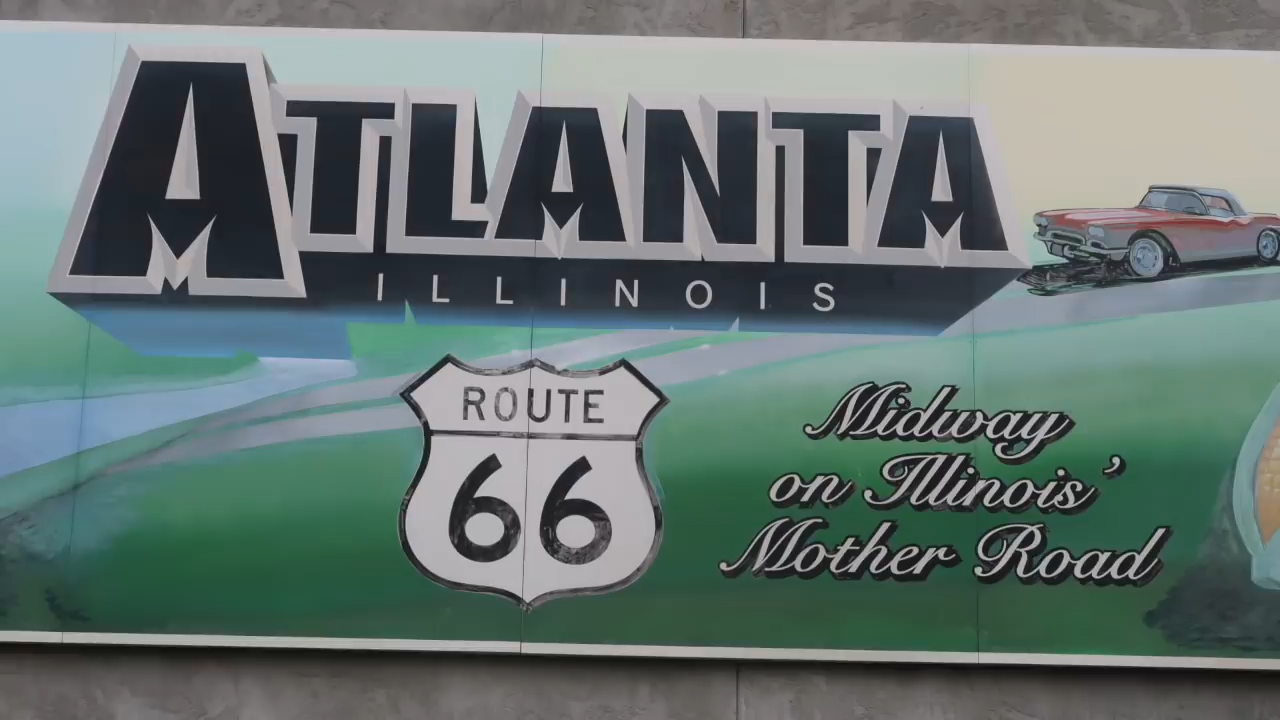 ATLANTA
ILLINOIS
ROUTE
66
Midway
on Illinois'
Mother Road